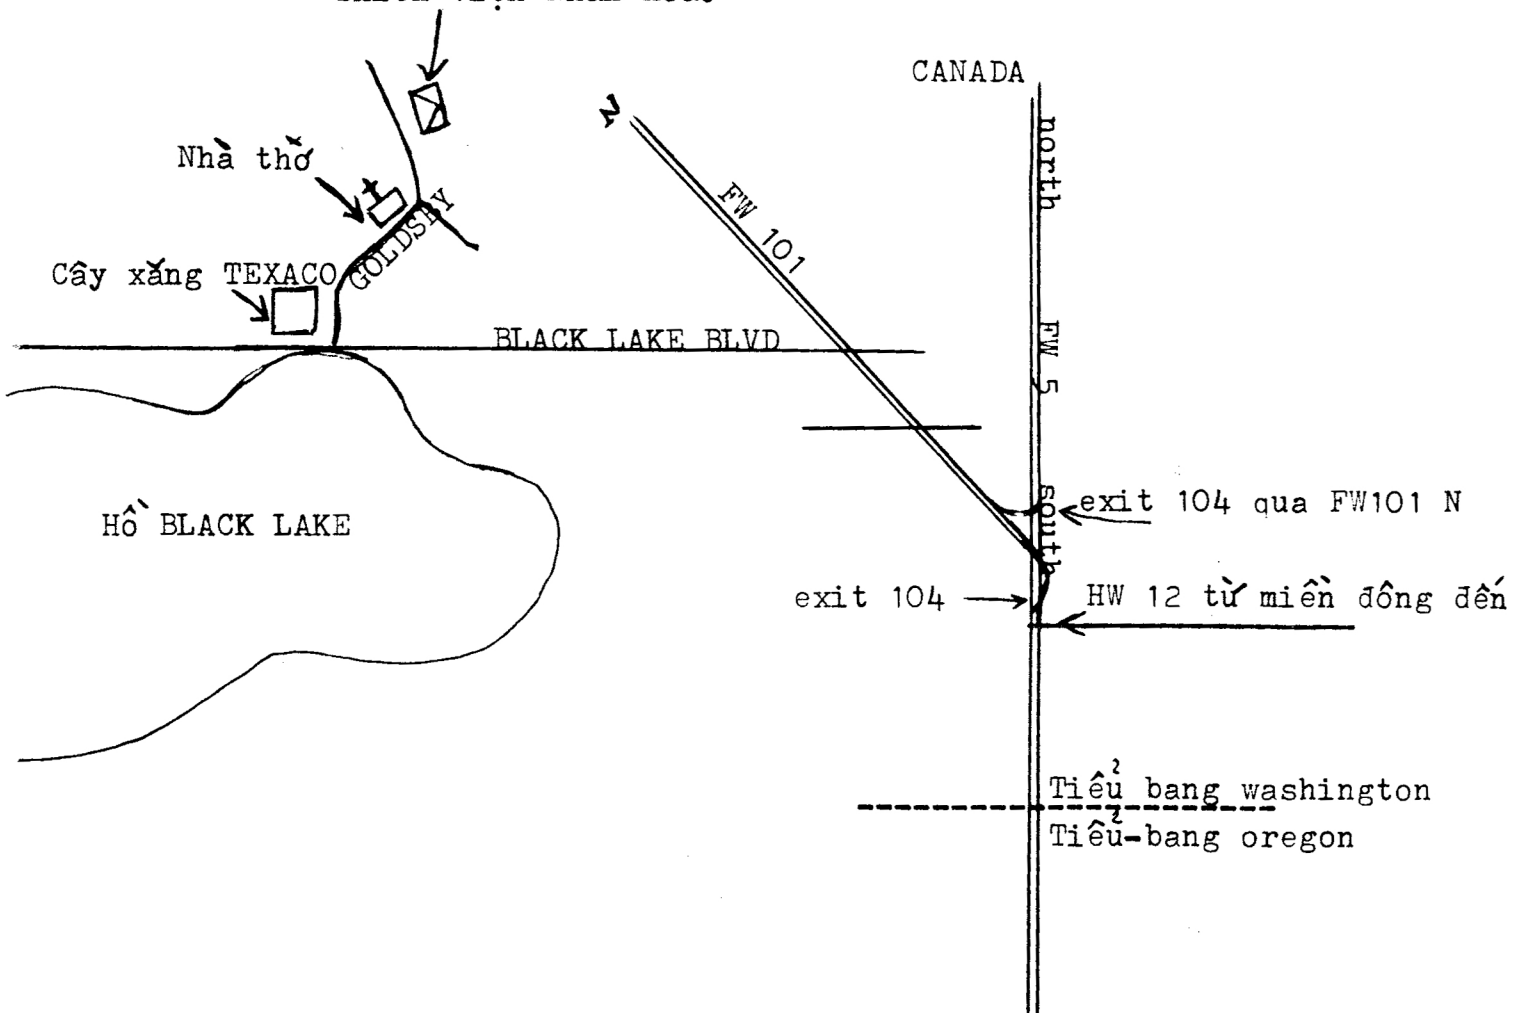 CANADA
north
N
FW 101
Nhà thờ
GOLDSBY
Cây xăng TEXACO
BLACK LAKE BLVD
FW 5
south
exit 104 qua FW101 N
Hồ BLACK LAKE
exit 104
HW 12 từ miền đông đến
Tiểu bang washington
Tiểu-bang oregon